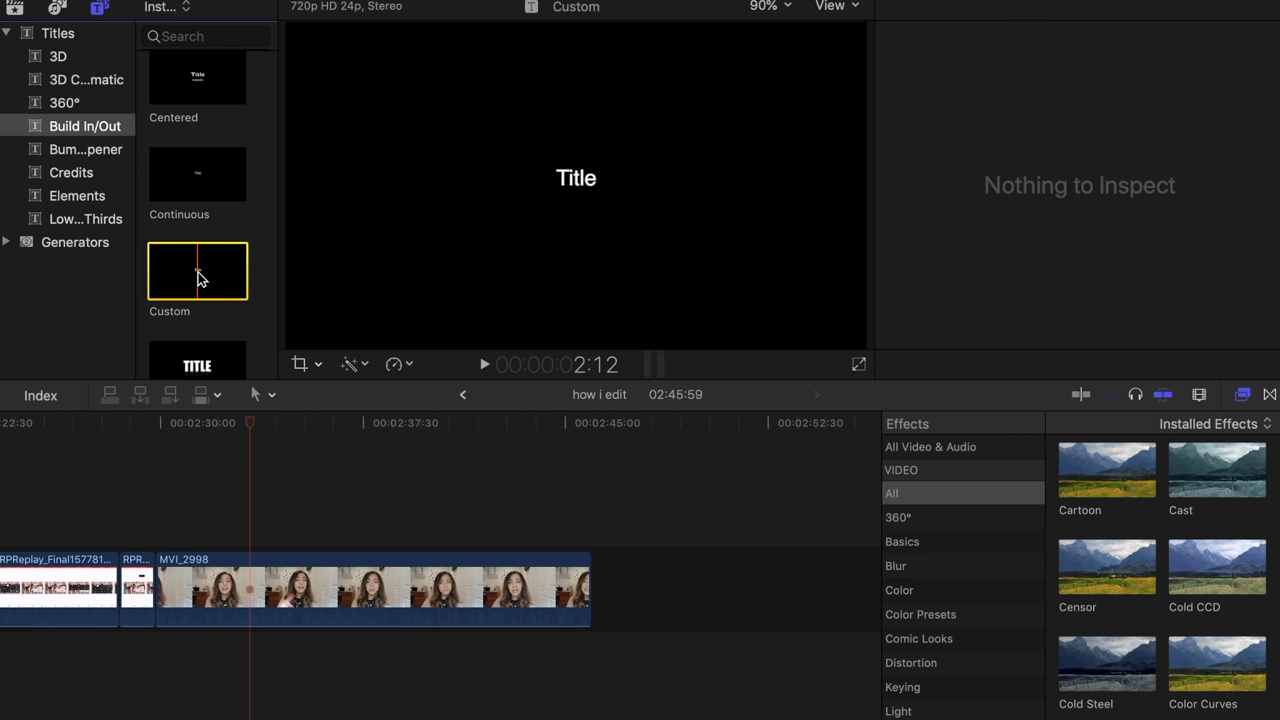 Inst...
720p HD 24p, Stereo
Custom
90%
View
Titles
3D
3D C...matic
360°
Build In/Out
Bum...pener
Credits
Elements
Low...Thirds
Generators
Search
Title
Centered
Title
Continuous
Custom
TITLE
Title
Nothing to Inspect
00:00:02:12
Index
how i edit
02:45:59
:22:30
00:02:30:00
00:02:37:30
00:02:45:00
00:02:52:30
RPReplay_Final157781...
RPR...
MVI_2998
Effects
Installed Effects
All Video & Audio
VIDEO
All
360°
Basics
Blur
Color
Color Presets
Comic Looks
Distortion
Keying
Light
Cartoon
Cast
Censor
Cold CCD
Cold Steel
Color Curves